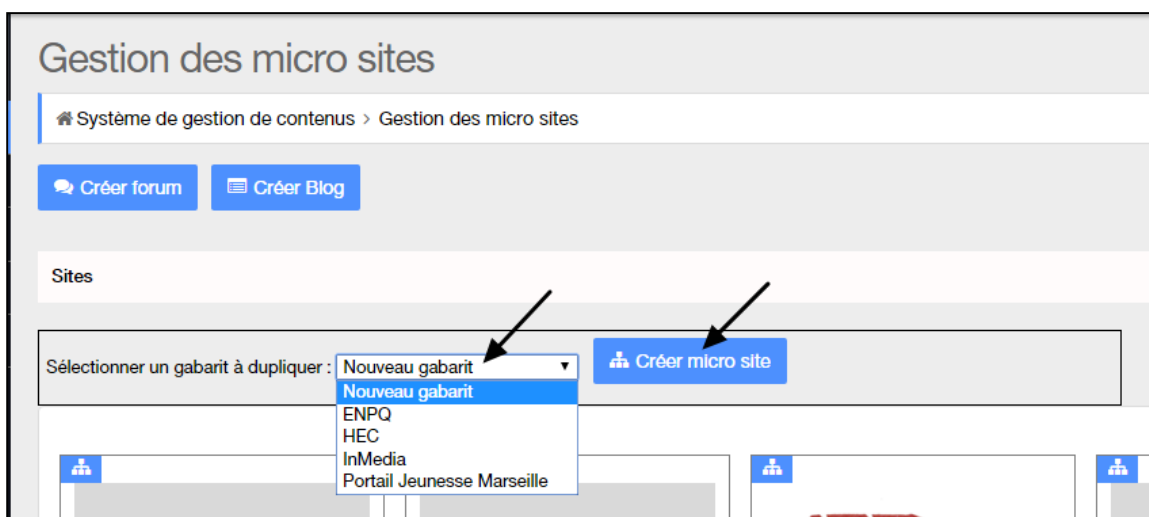 Gestion des micro sites
Système de gestion de contenus > Gestion des micro sites
Créer forum
Créer Blog
Sites
Sélectionner un gabarit à dupliquer : Nouveau gabarit
Créer micro site
Nouveau gabarit
ENPQ
HEC
InMedia
Portail Jeunesse Marseille